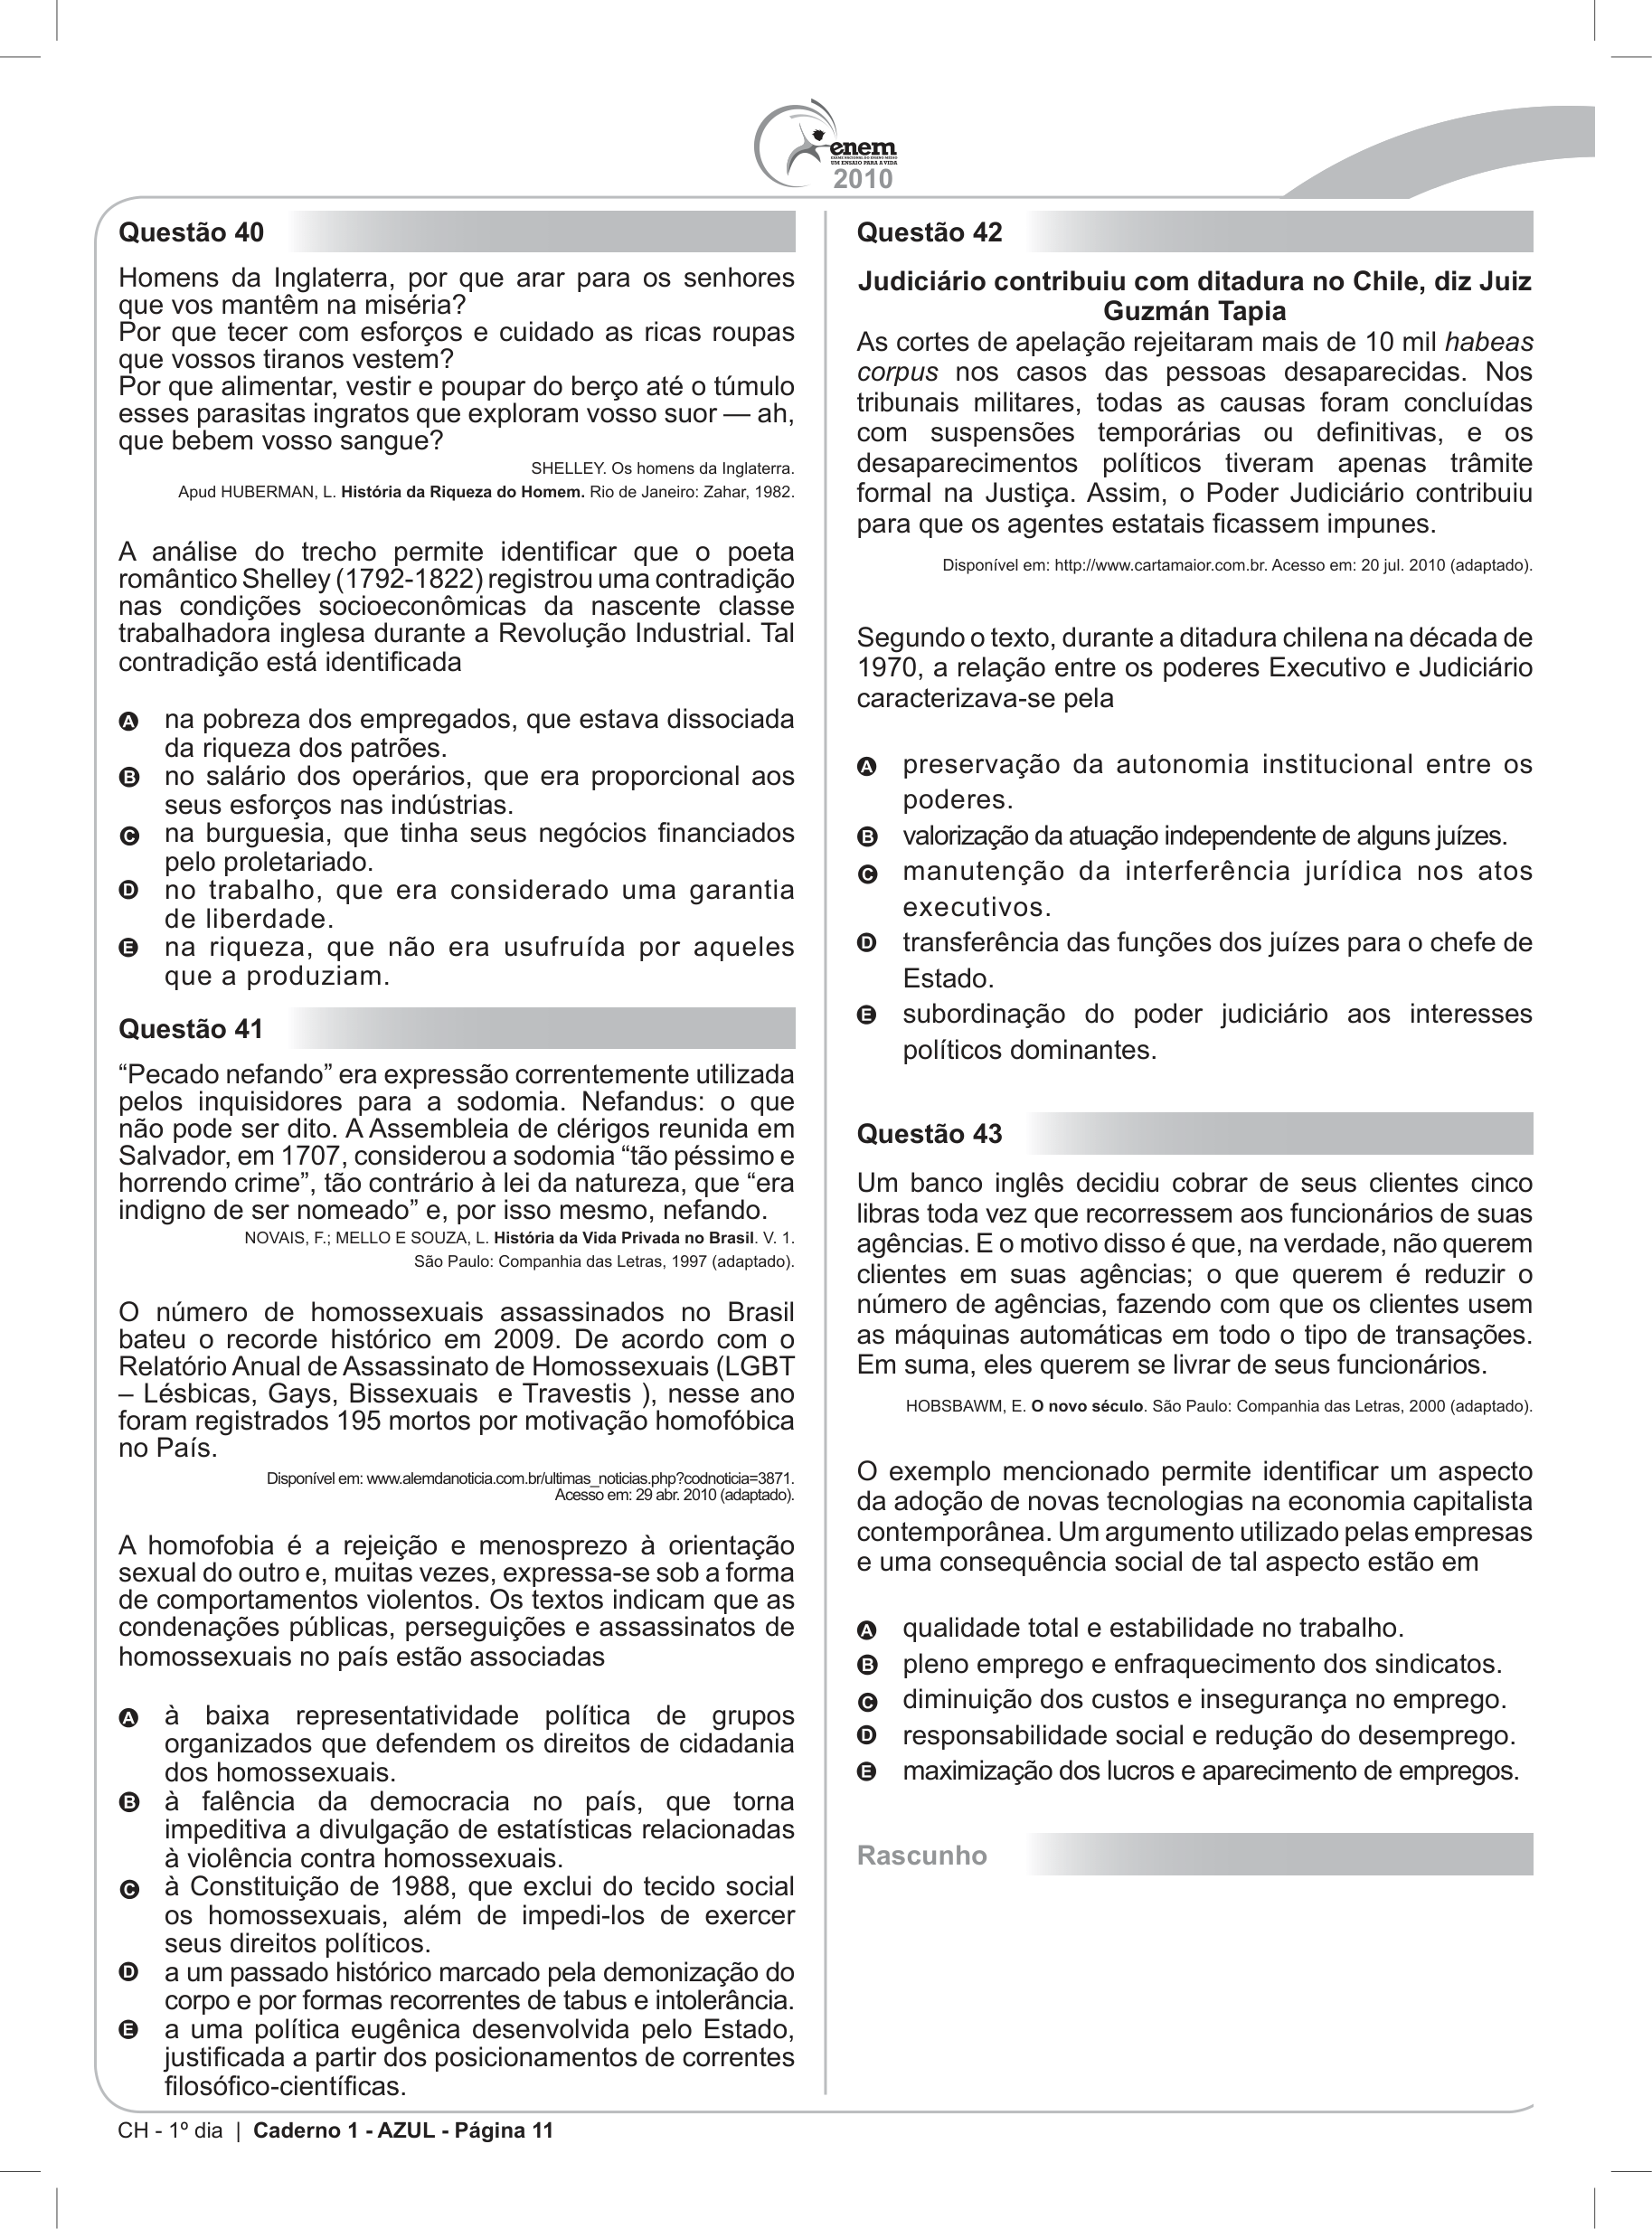 enem
EXAME NACIONAL DO ENSINO MÉDIO
UM ENSAIO PARA A VIDA
2010
Questão 40
Homens da Inglaterra, por que arar para os senhores
que vos mantêm na miséria?
Por que tecer com esforços e cuidado as ricas roupas
que vossos tiranos vestem?
Por que alimentar, vestir e poupar do berço até o túmulo
esses parasitas ingratos que exploram vosso suor — ah,
que bebem vosso sangue?
SHELLEY. Os homens da Inglaterra.
Apud HUBERMAN, L. História da Riqueza do Homem. Rio de Janeiro: Zahar, 1982.
A análise do trecho permite identificar que o poeta
romântico Shelley (1792-1822) registrou uma contradição
nas condições socioeconômicas da nascente classe
trabalhadora inglesa durante a Revolução Industrial. Tal
contradição está identificada
A na pobreza dos empregados, que estava dissociada
da riqueza dos patrões.
B no salário dos operários, que era proporcional aos
seus esforços nas indústrias.
C na burguesia, que tinha seus negócios financiados
pelo proletariado.
D no trabalho, que era considerado uma garantia
de liberdade.
E na riqueza, que não era usufruída por aqueles
que a produziam.
Questão 41
“Pecado nefando” era expressão correntemente utilizada
pelos inquisidores para a sodomia. Nefandus: o que
não pode ser dito. A Assembleia de clérigos reunida em
Salvador, em 1707, considerou a sodomia “tão péssimo e
horrendo crime”, tão contrário à lei da natureza, que “era
indigno de ser nomeado” e, por isso mesmo, nefando.
NOVAIS, F.; MELLO E SOUZA, L. História da Vida Privada no Brasil. V. 1.
São Paulo: Companhia das Letras, 1997 (adaptado).
O número de homossexuais assassinados no Brasil
bateu o recorde histórico em 2009. De acordo com o
Relatório Anual de Assassinato de Homossexuais (LGBT
– Lésbicas, Gays, Bissexuais e Travestis ), nesse ano
foram registrados 195 mortos por motivação homofóbica
no País.
Disponível em: www.alemdanoticia.com.br/ultimas_noticias.php?codnoticia=3871.
Acesso em: 29 abr. 2010 (adaptado).
A homofobia é a rejeição e menosprezo à orientação
sexual do outro e, muitas vezes, expressa-se sob a forma
de comportamentos violentos. Os textos indicam que as
condenações públicas, perseguições e assassinatos de
homossexuais no país estão associadas
A à baixa representatividade política de grupos
organizados que defendem os direitos de cidadania
dos homossexuais.
B à falência da democracia no país, que torna
impeditiva a divulgação de estatísticas relacionadas
à violência contra homossexuais.
C à Constituição de 1988, que exclui do tecido social
os homossexuais, além de impedi-los de exercer
seus direitos políticos.
D a um passado histórico marcado pela demonização do
corpo e por formas recorrentes de tabus e intolerância.
E a uma política eugênica desenvolvida pelo Estado,
justificada a partir dos posicionamentos de correntes
filosófico-científicas.
Questão 42
Judiciário contribuiu com ditadura no Chile, diz Juiz
Guzmán Tapia
As cortes de apelação rejeitaram mais de 10 mil habeas
corpus nos casos das pessoas desaparecidas. Nos
tribunais militares, todas as causas foram concluídas
com suspensões temporárias ou definitivas, e os
desaparecimentos políticos tiveram apenas trâmite
formal na Justiça. Assim, o Poder Judiciário contribuiu
para que os agentes estatais ficassem impunes.
Disponível em: http://www.cartamaior.com.br. Acesso em: 20 jul. 2010 (adaptado).
Segundo o texto, durante a ditadura chilena na década de
1970, a relação entre os poderes Executivo e Judiciário
caracterizava-se pela
A preservação da autonomia institucional entre os
poderes.
B valorização da atuação independente de alguns juízes.
C manutenção da interferência jurídica nos atos
executivos.
D transferência das funções dos juízes para o chefe de
Estado.
E subordinação do poder judiciário aos interesses
políticos dominantes.
Questão 43
Um banco inglês decidiu cobrar de seus clientes cinco
libras toda vez que recorressem aos funcionários de suas
agências. E o motivo disso é que, na verdade, não querem
clientes em suas agências; o que querem é reduzir o
número de agências, fazendo com que os clientes usem
as máquinas automáticas em todo o tipo de transações.
Em suma, eles querem se livrar de seus funcionários.
HOBSBAWM, E. O novo século. São Paulo: Companhia das Letras, 2000 (adaptado).
O exemplo mencionado permite identificar um aspecto
da adoção de novas tecnologias na economia capitalista
contemporânea. Um argumento utilizado pelas empresas
e uma consequência social de tal aspecto estão em
A qualidade total e estabilidade no trabalho.
B pleno emprego e enfraquecimento dos sindicatos.
C diminuição dos custos e insegurança no emprego.
D responsabilidade social e redução do desemprego.
E maximização dos lucros e aparecimento de empregos.
Rascunho
CH - 1º dia | Caderno 1 - AZUL - Página 11